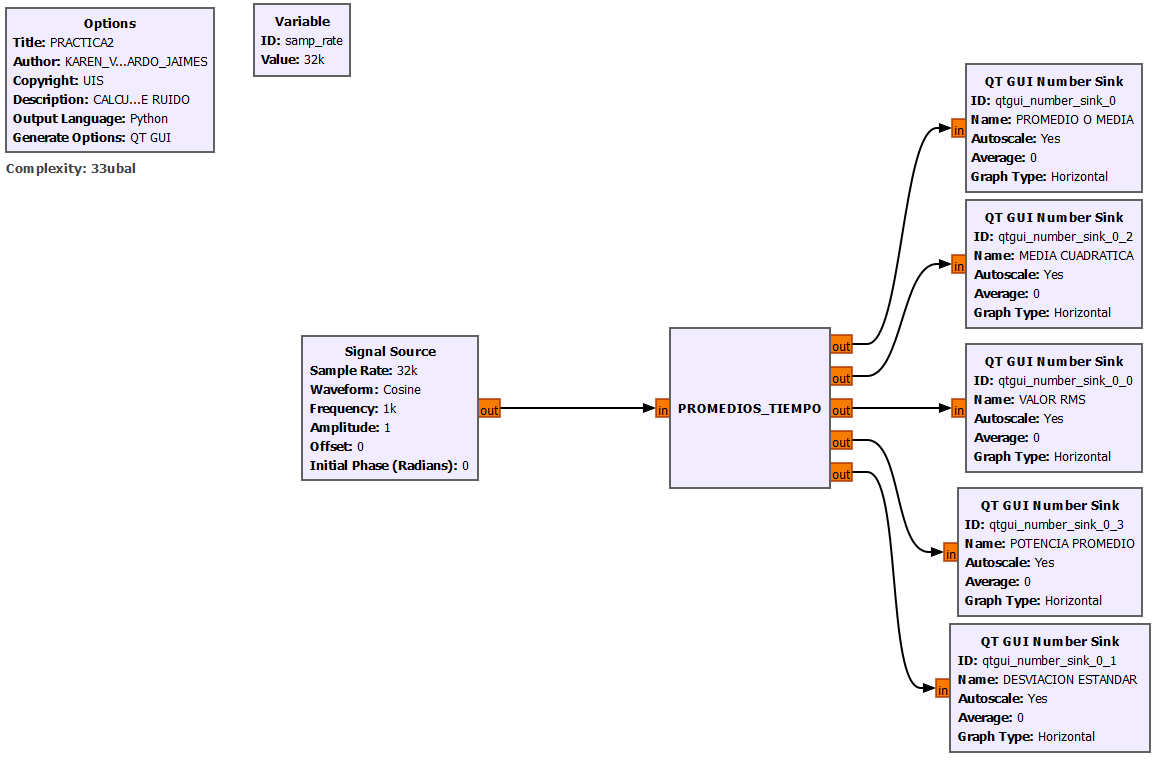 Options
Title: PRACTICA2
Author: KAREN_V...ARDO_JAIMES
Copyright: UIS
Description: CALCU...E RUIDO
Output Language: Python
Generate Options: QT GUI
Complexity: 33ubal
Variable
ID: samp_rate
Value: 32k
Signal Source
Sample Rate: 32k
Waveform: Cosine
Frequency: 1k
Amplitude: 1
Offset: 0
Initial Phase (Radians): 0
out
in
PROMEDIOS_TIEMPO
out
out
out
out
out
in
QT GUI Number Sink
ID: qtgui_number_sink_0
Name: PROMEDIO O MEDIA
Autoscale: Yes
Average: 0
Graph Type: Horizontal
in
QT GUI Number Sink
ID: qtgui_number_sink_0_2
Name: MEDIA CUADRATICA
Autoscale: Yes
Average: 0
Graph Type: Horizontal
in
QT GUI Number Sink
ID: qtgui_number_sink_0_0
Name: VALOR RMS
Autoscale: Yes
Average: 0
Graph Type: Horizontal
in
QT GUI Number Sink
ID: qtgui_number_sink_0_3
Name: POTENCIA PROMEDIO
Autoscale: Yes
Average: 0
Graph Type: Horizontal
in
QT GUI Number Sink
ID: qtgui_number_sink_0_1
Name: DESVIACION ESTANDAR
Autoscale: Yes
Average: 0
Graph Type: Horizontal